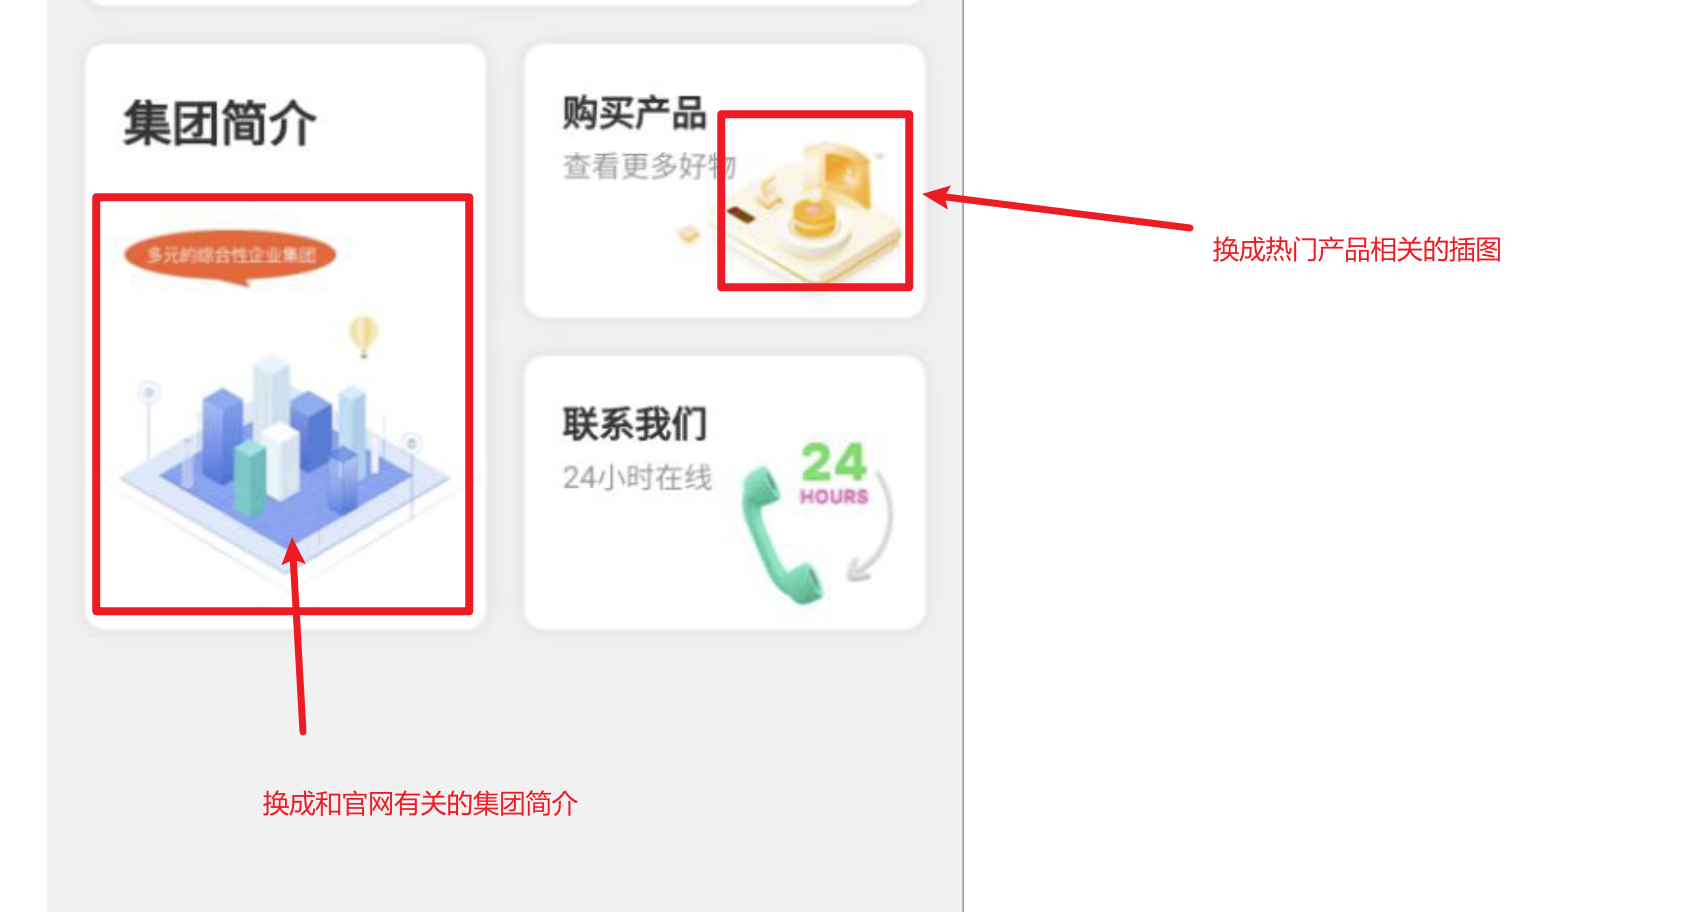 集团简介
多元的综合性企业集团
购买产品
查看更多好物
换成热门产品相关的插图
联系我们
24小时在线
24
HOURS
换成和官网有关的集团简介